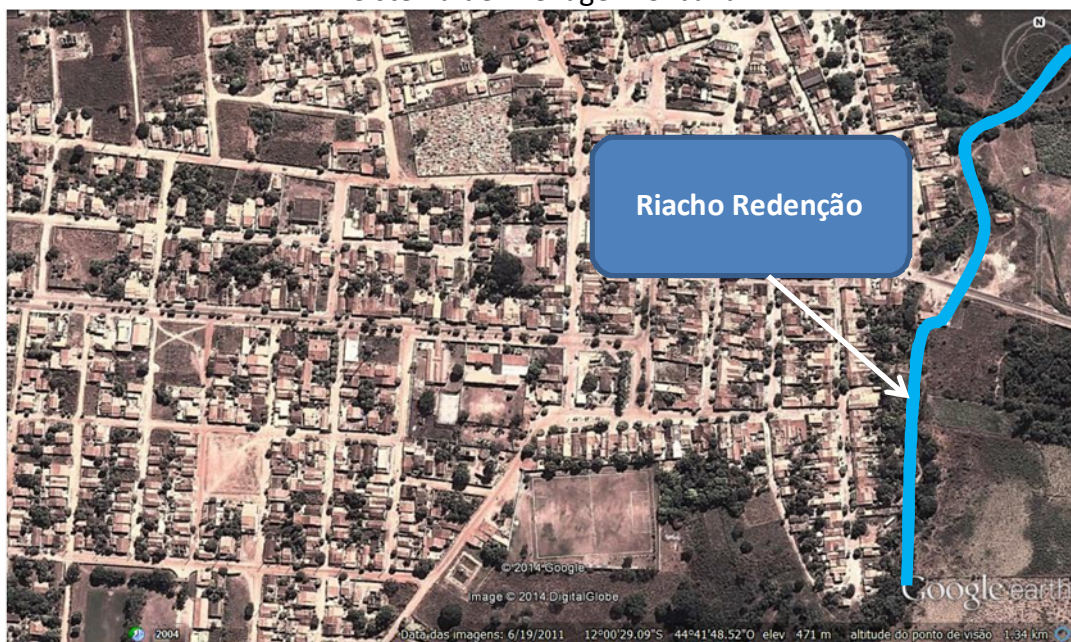 N
Riacho Redenção
© 2014 Google
Image © 2014 DigitalGlobe
Google earth
2004
Data das imagens: 6/19/2011 12°00'29.09"S 44°41'48.52"O elev 471 m altitude do ponto de visão 1.34 km